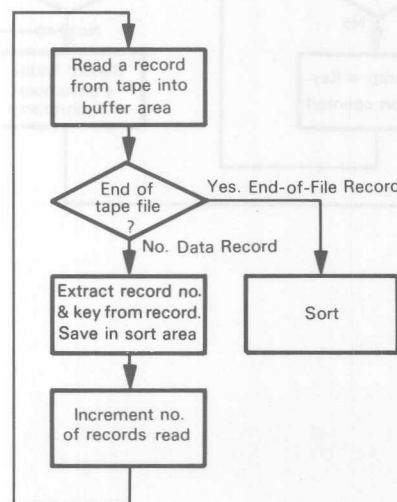 Read a record
from tape into
buffer area
End of
tape file
?
Yes. End-of-File Record
No. Data Record
Extract record no.
& key from record.
Save in sort area
Sort
Increment no.
of records read